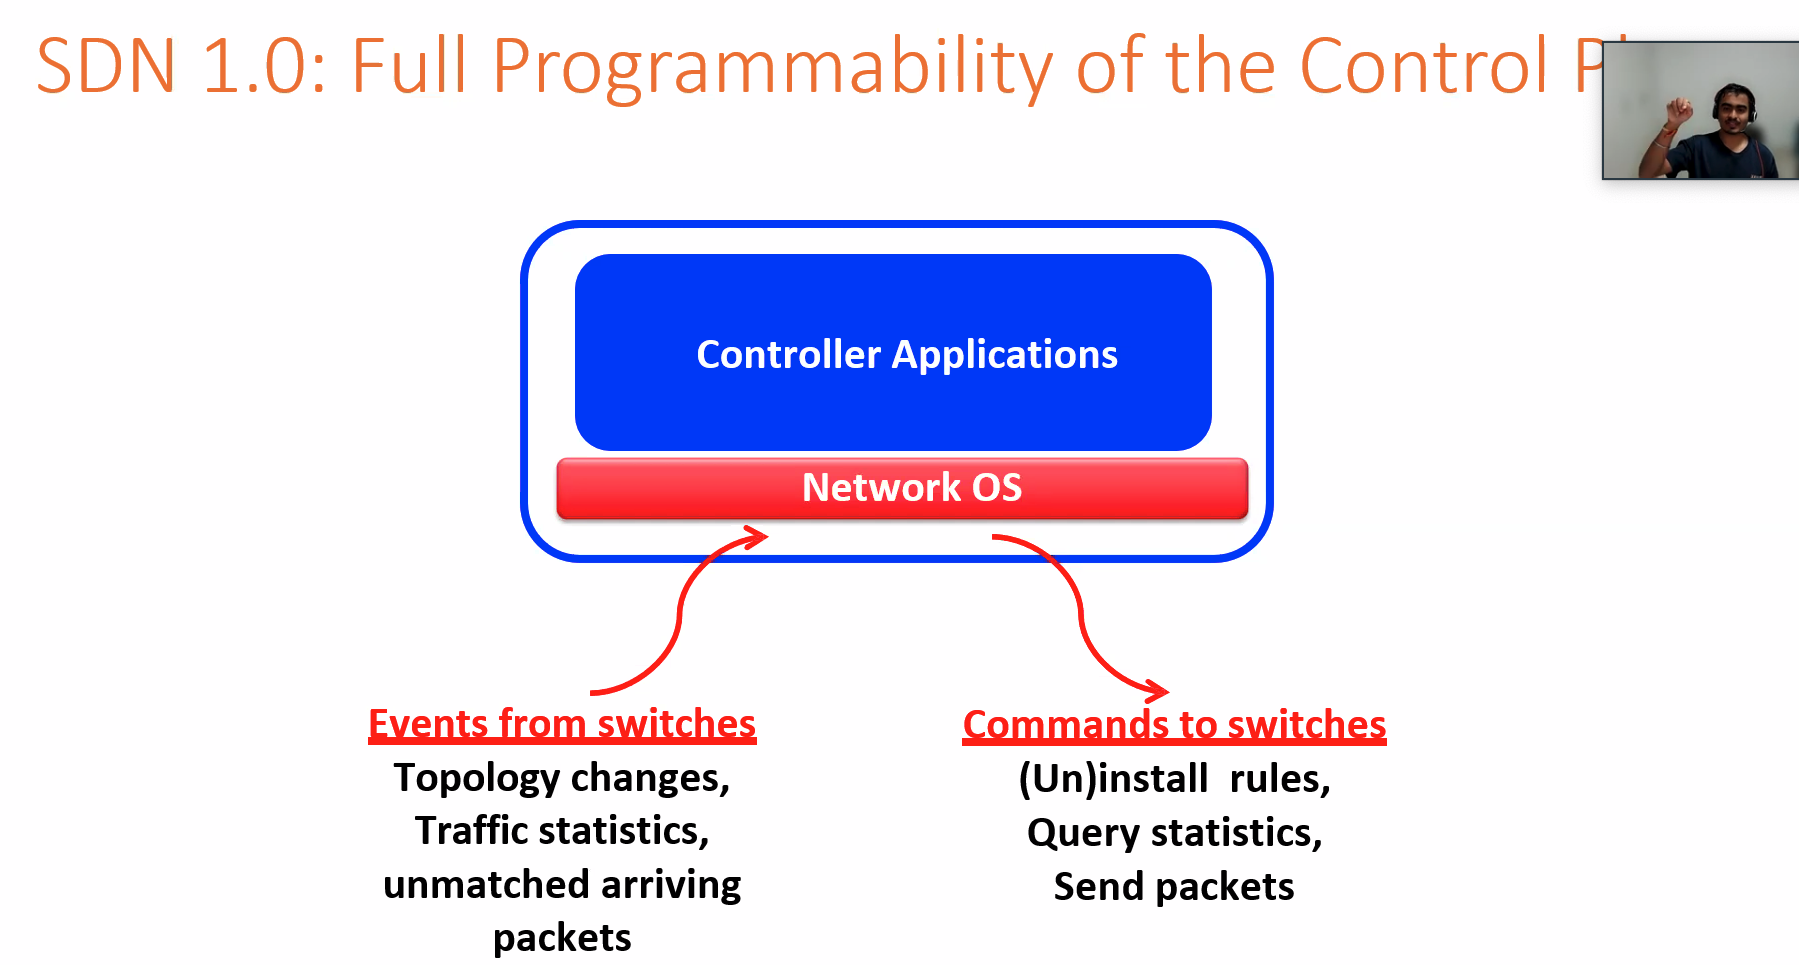 SDN 1.0: Full Programmability of the Control
Controller Applications
Network OS
Events from switches
Topology changes,
Traffic statistics,
unmatched arriving
packets
Commands to switches
(Un)install rules,
Query statistics,
Send packets